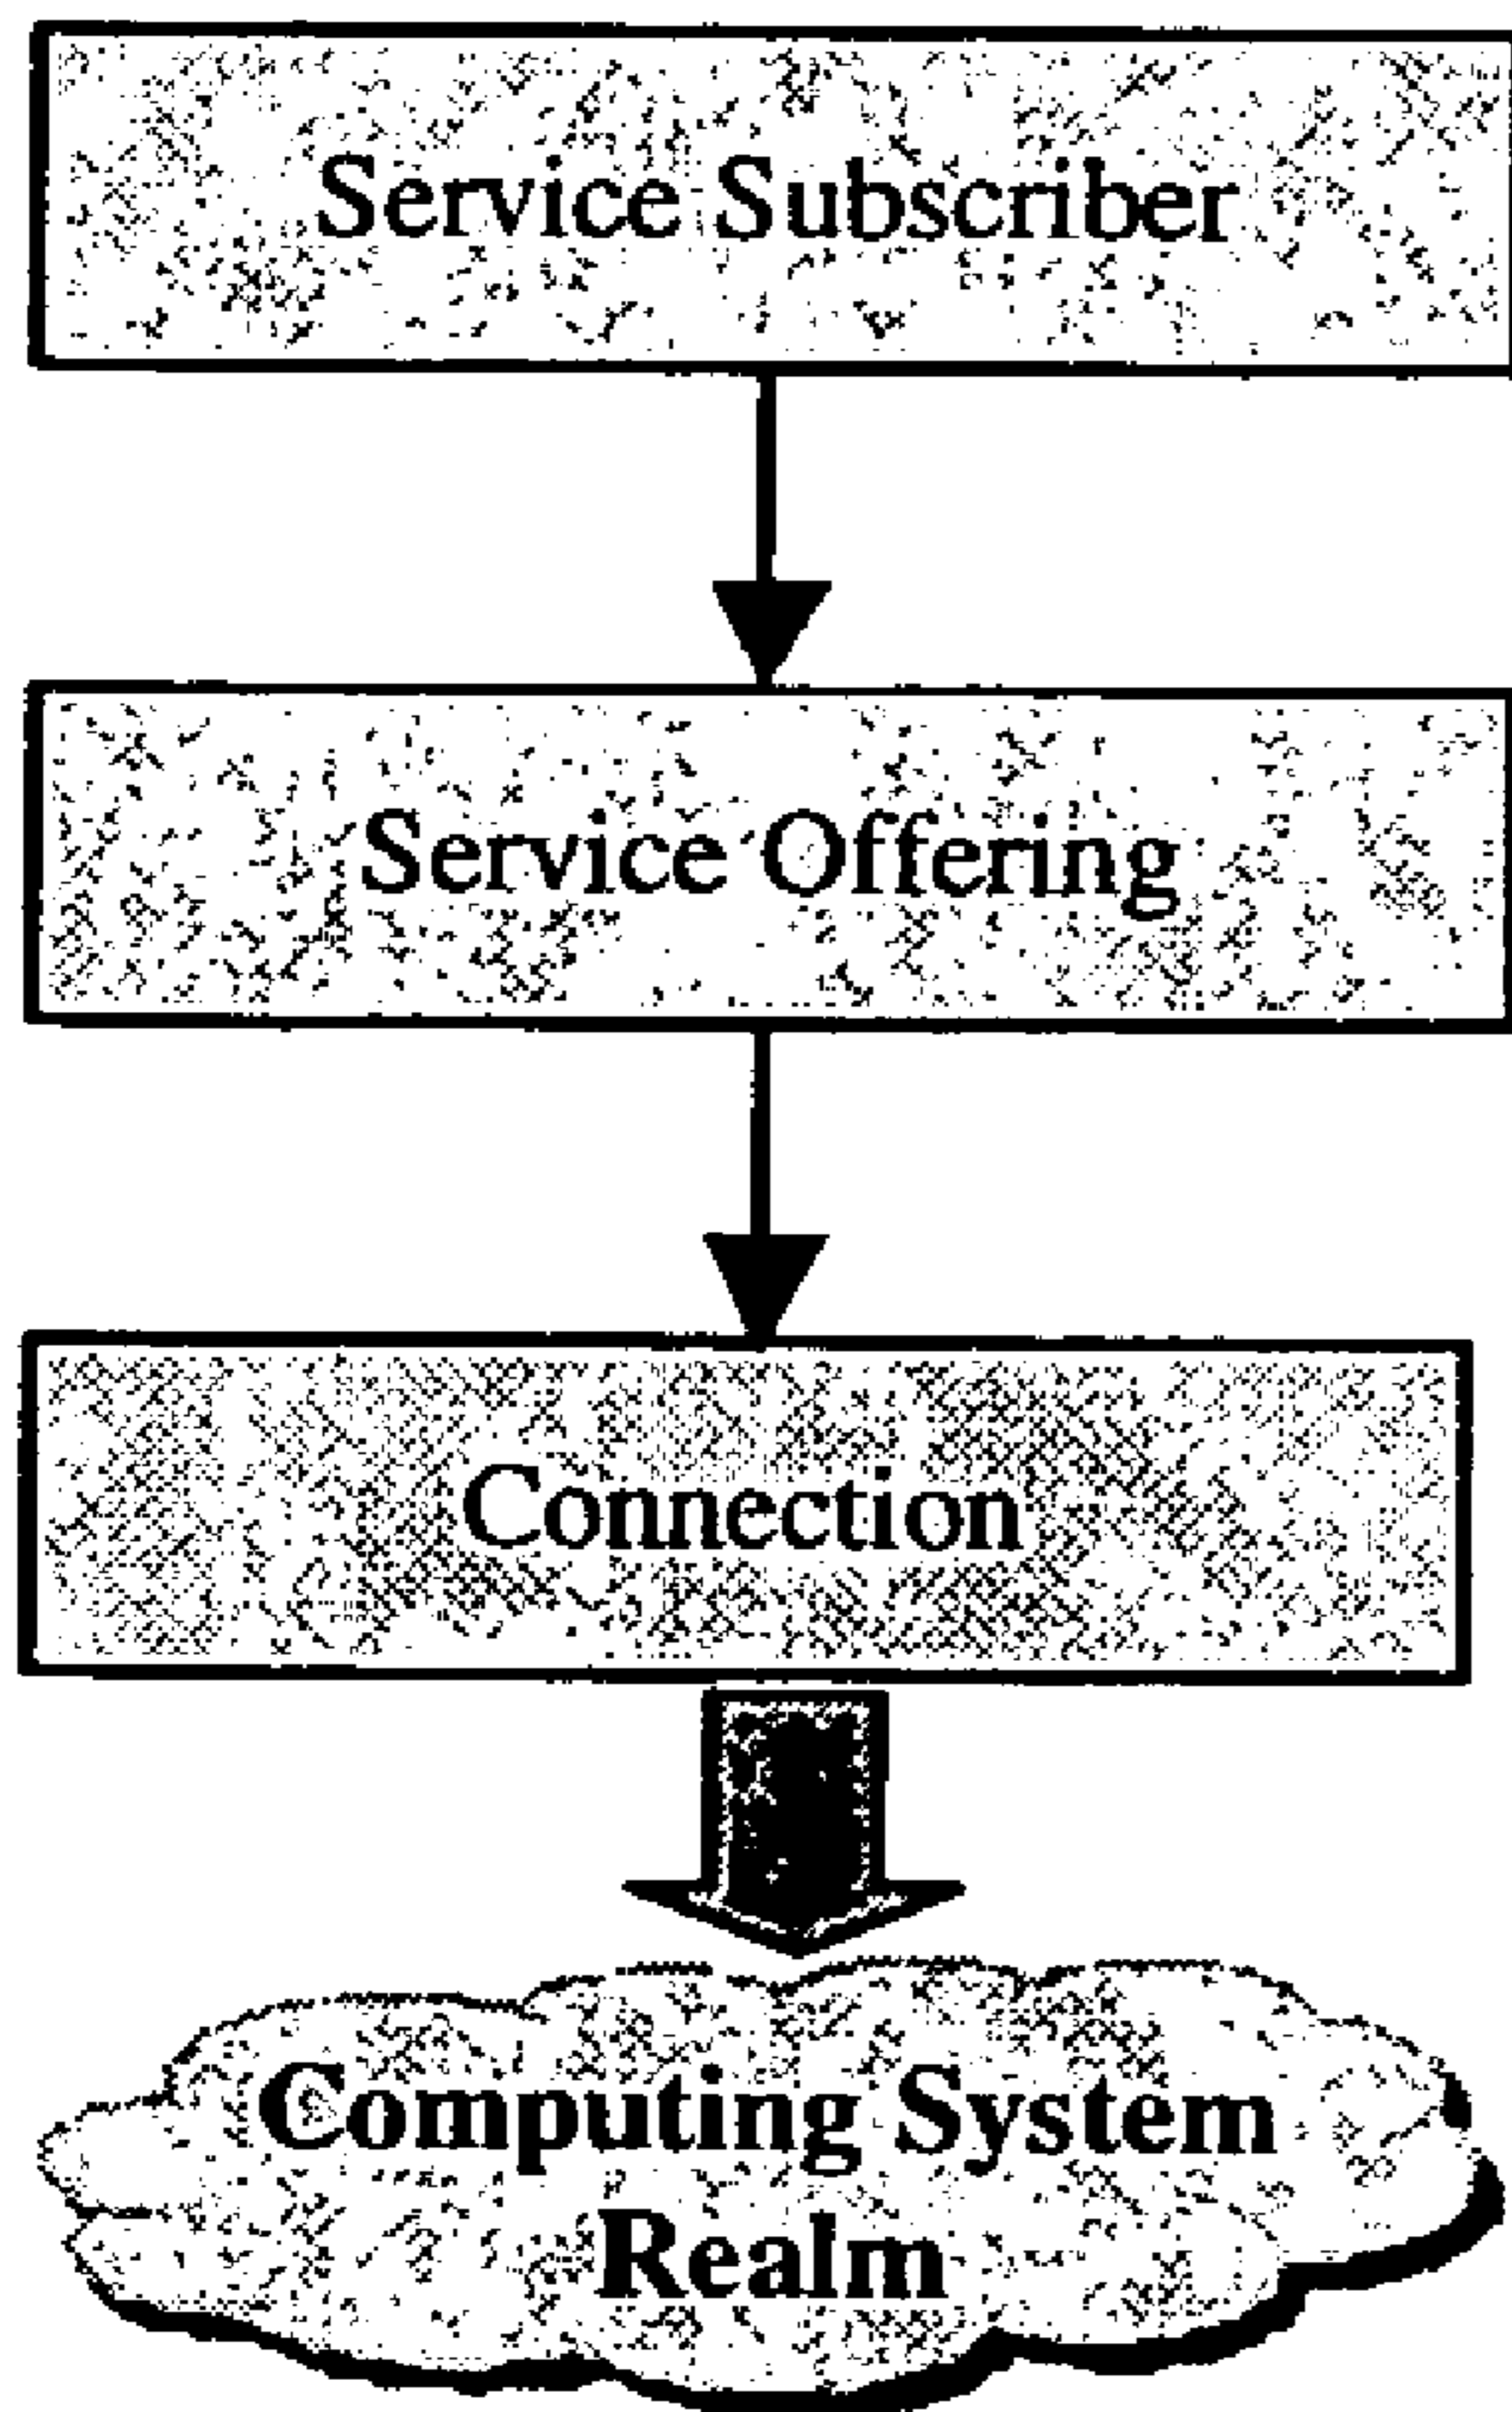 Service Subscriber
Service Offering
Connection
Computing System
Realm